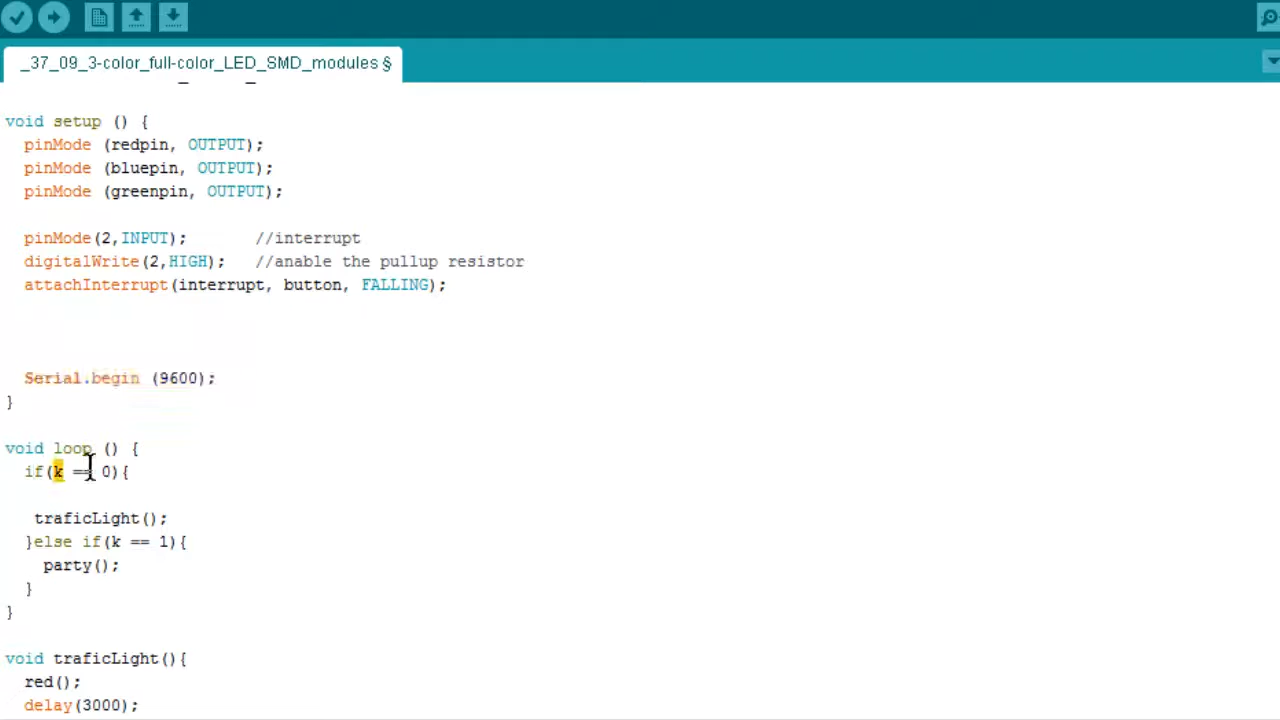 _37_09_3-color_full-color_LED_SMD_modules §
void setup () {
pinMode (redpin, OUTPUT);
pinMode (bluepin, OUTPUT);
pinMode (greenpin, OUTPUT);
pinMode(2,INPUT); //interrupt
digitalWrite(2,HIGH); //anable the pullup resistor
attachInterrupt(interrupt, button, FALLING);
Serial.begin (9600);
}
void loop () {
if(k == 0){
traficLight();
}else if(k == 1){
party();
}
}
void traficLight(){
red();
delay(3000);